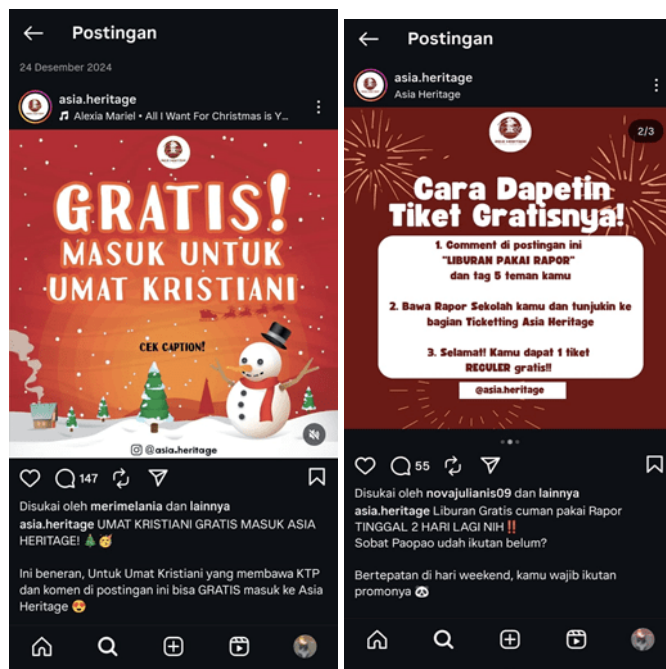 Postingan
24 Desember 2024
asia.heritage
Alexia Mariel • All I Want For Christmas is Y...
GRATIS!
MASUK UNTUK
UMAT KRISTIANI
CEK CAPTION!
@asia.heritage
147
Disukai oleh merimelania dan lainnya
asia.heritage UMAT KRISTIANI GRATIS MASUK ASIA
HERITAGE! 🎄🥳
Ini beneran, Untuk Umat Kristiani yang membawa KTP
dan komen di postingan ini bisa GRATIS masuk ke Asia
Heritage 😍
Postingan
asia.heritage
Asia Heritage
2/3
Cara Dapetin
Tiket Gratisnya!
1. Comment di postingan ini
"LIBURAN PAKAI RAPOR"
dan tag 5 teman kamu
2. Bawa Rapor Sekolah kamu dan tunjukin ke
bagian Ticketting Asia Heritage
3. Selamat! Kamu dapat 1 tiket
REGULER gratis!!
@asia.heritage
55
Disukai oleh novajulianis09 dan lainnya
asia.heritage Liburan Gratis cuman pakai Rapor
TINGGAL 2 HARI LAGI NIH ‼️
Sobat Paopao udah ikutan belum?
Bertepatan di hari weekend, kamu wajib ikutan
promonya 🐼